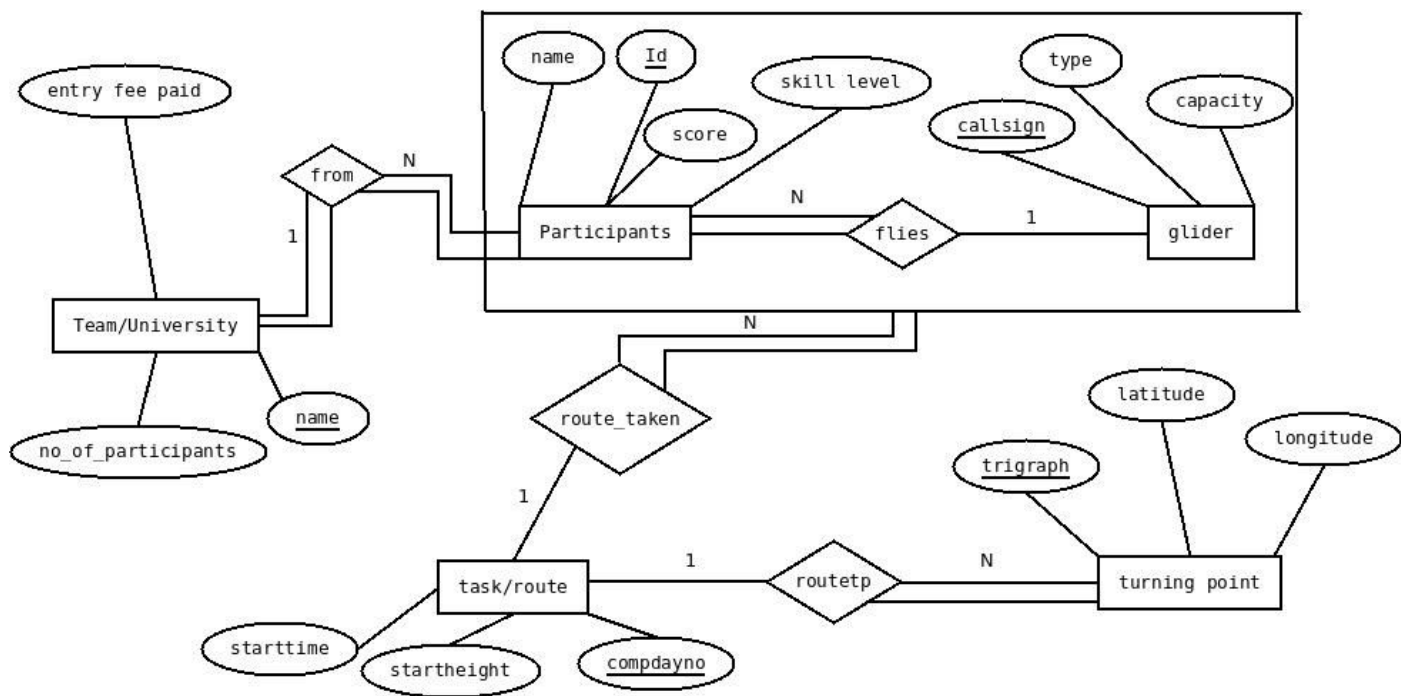 name
Id
type
skill level
entry fee paid
capacity
callsign
score
N
from
N
1
Participants
flies
glider
1
Team/University
N
latitude
name
route_taken
longitude
no_of_participants
trigraph
1
1
N
task/route
routetp
turning point
starttime
startheight
compdayno